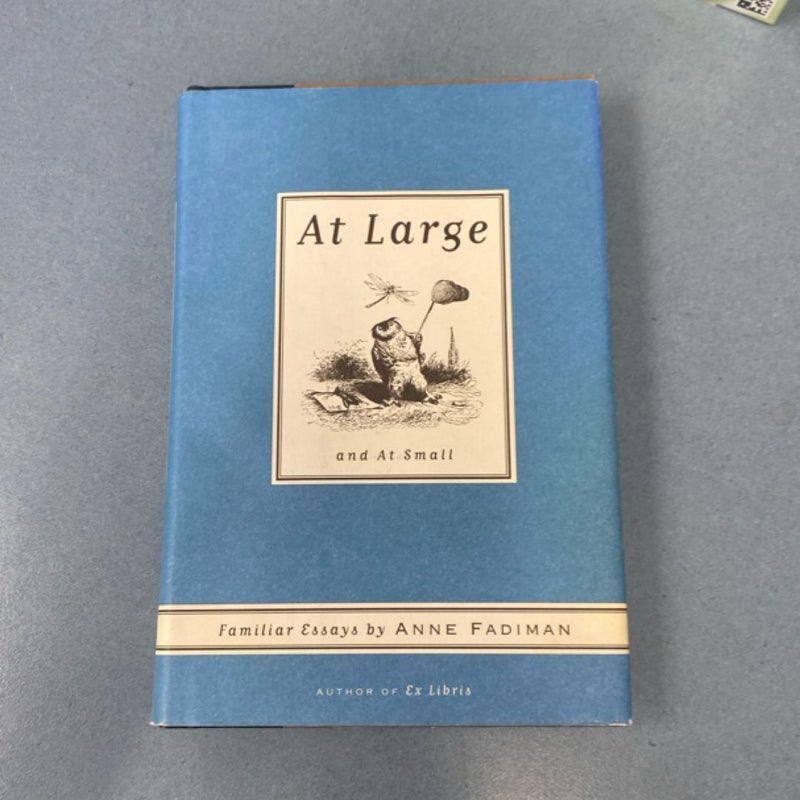 At Large
and At Small
Familiar Essays by ANNE FADIMAN
AUTHOR OF Ex Libris